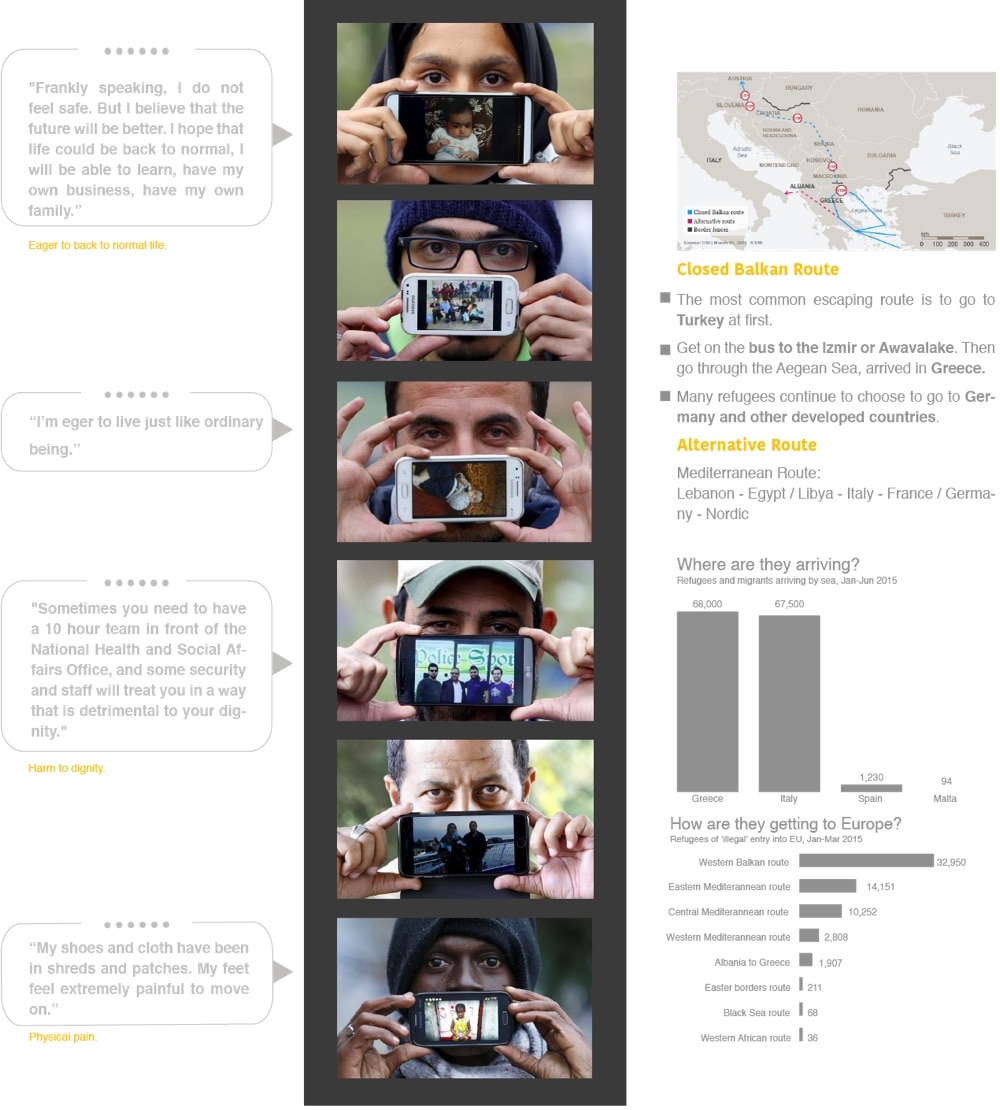 "Frankly speaking, I do not
feel safe. But I believe that the
future will be better. I hope that
life could be back to normal, I
will be able to learn, have my
own business, have my own
family.”
Eager to back to normal life.
“I’m eger to live just like ordinary
being.”
"Sometimes you need to have
a 10 hour team in front of the
National Health and Social Af-
fairs Office, and some security
and staff will treat you in a way
that is detrimental to your dig-
nity."
Harm to dignity.
“My shoes and cloth have been
in shreds and patches. My feet
feel extremely painful to move
on.”
Physical pain.
SAMSUNG
Police Spor
AUSTRIA
HUNGARY
SLOVENIA
CROATIA
ROMANIA
BOSNIA AND
HERZEGOVINA
SERBIA
Adriatic
Sea
Black
Sea
ITALY
MONTENEGRO
KOSOVO
BULGARIA
MACEDONIA
ALBANIA
STOP
GREECE
Aegean Sea
TURKEY
Closed Balkan route
Alternative route
Border fences
km
0 100 200 300 400
© DW
Closed Balkan Route
The most common escaping route is to go to
Turkey at first.
Get on the bus to the Izmir or Awavalake. Then
go through the Aegean Sea, arrived in Greece.
Many refugees continue to choose to go to Ger-
many and other developed countries.
Alternative Route
Mediterranean Route:
Lebanon - Egypt / Libya - Italy - France / Germa-
ny - Nordic
Where are they arriving?
Refugees and migrants arriving by sea, Jan-Jun 2015
68,000
67,500
1,230
94
Greece
Italy
Spain
Malta
How are they getting to Europe?
Refugees of ‘illegal’ entry into EU, Jan-Mar 2015
Western Balkan route 32,950
Eastern Mediterannean route 14,151
Central Mediterannean route 10,252
Western Mediterannean route 2,808
Albania to Greece 1,907
Easter borders route 211
Black Sea route 68
Western African route 36